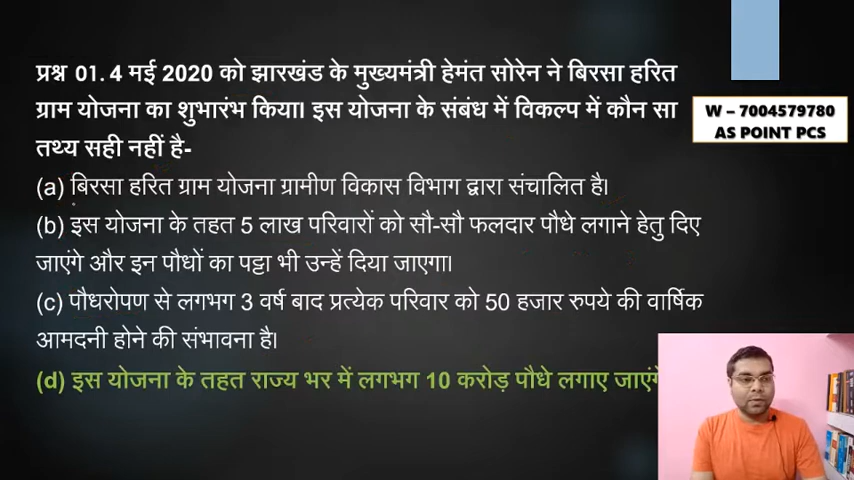 प्रश्न 01. 4 मई 2020 को झारखंड के मुख्यमंत्री हेमंत सोरेन ने बिरसा हरित
ग्राम योजना का शुभारंभ किया। इस योजना के संबंध में विकल्प में कौन सा
तथ्य सही नहीं है-
(a) बिरसा हरित ग्राम योजना ग्रामीण विकास विभाग द्वारा संचालित है।
(b) इस योजना के तहत 5 लाख परिवारों को सौ-सौ फलदार पौधे लगाने हेतु दिए
जाएंगे और इन पौधों का पट्टा भी उन्हें दिया जाएगा।
(c) पौधरोपण से लगभग 3 वर्ष बाद प्रत्येक परिवार को 50 हजार रुपये की वार्षिक
आमदनी होने की संभावना है।
(d) इस योजना के तहत राज्य भर में लगभग 10 करोड़ पौधे लगाए जाएंगे
W – 7004579780
AS POINT PCS